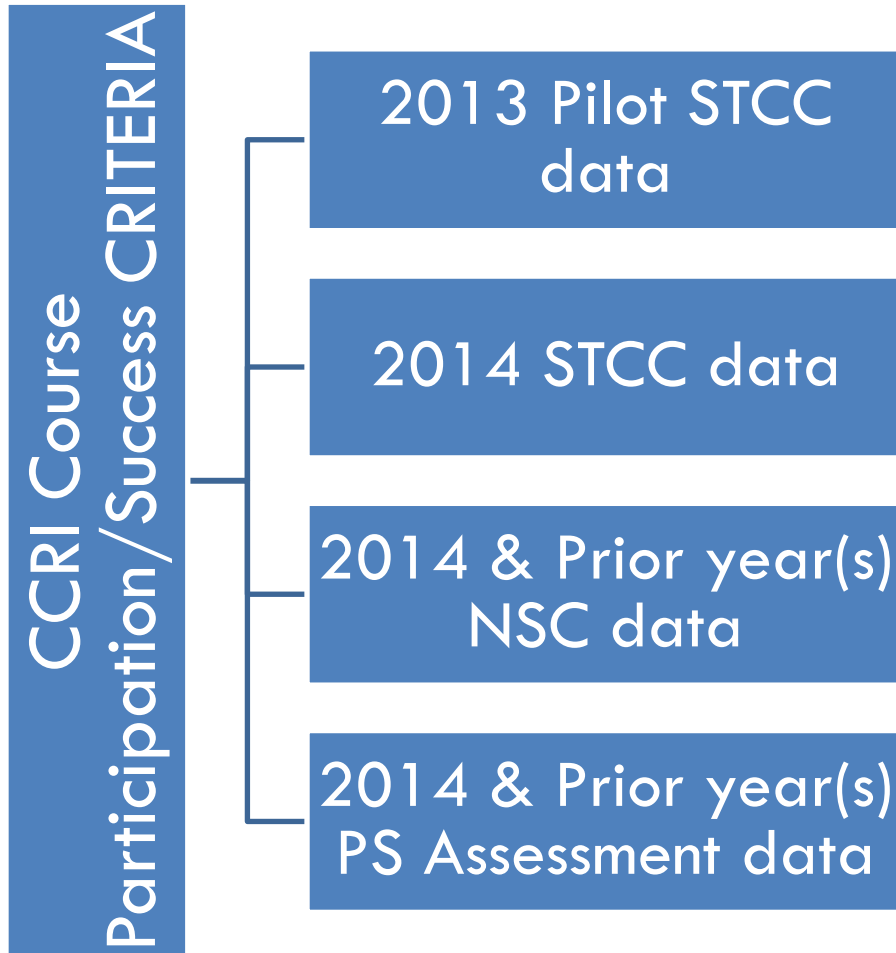 CCRI Course
Participation/Success CRITERIA
2013 Pilot STCC
data
2014 STCC data
2014 & Prior year(s)
NSC data
2014 & Prior year(s)
PS Assessment data